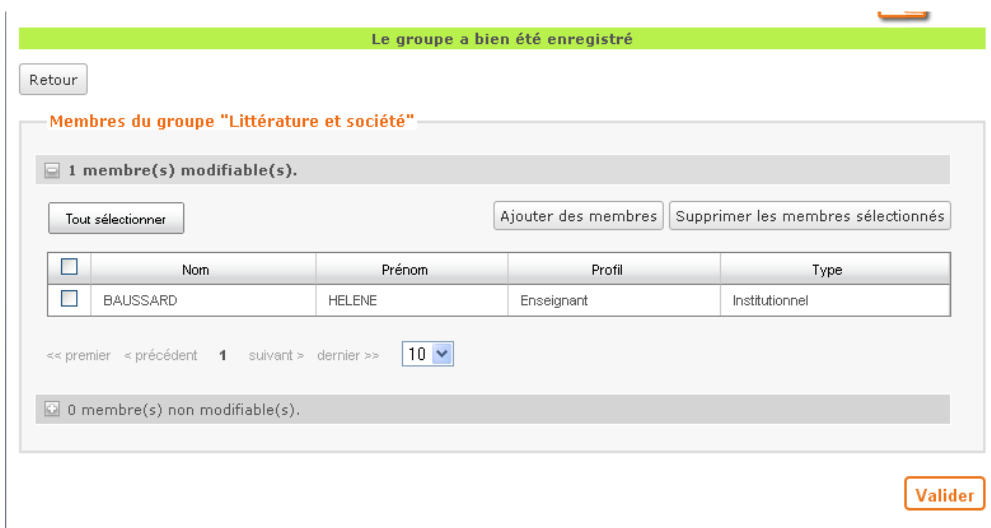 Le groupe a bien été enregistré
Retour
Membres du groupe "Littérature et société"
1 membre(s) modifiable(s).
Tout sélectionner Ajouter des membres Supprimer les membres sélectionnés
Nom Prénom Profil Type
BAUSSARD HELENE Enseignant Institutionnel
<< premier < précédent 1 suivant > dernier >> 10
0 membre(s) non modifiable(s).
Valider